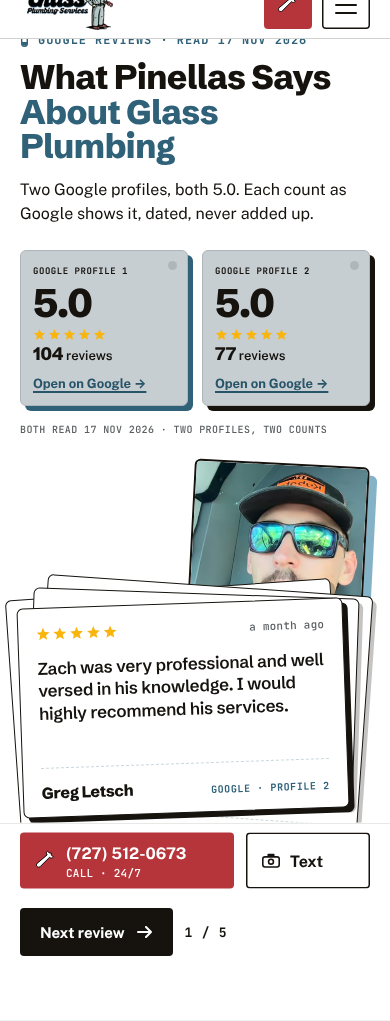 Glass
Plumbing Services
GOOGLE REVIEWS · READ 17 NOV 2026
What Pinellas Says
About Glass
Plumbing
Two Google profiles, both 5.0. Each count as
Google shows it, dated, never added up.
GOOGLE PROFILE 1
5.0
104 reviews
Open on Google →
GOOGLE PROFILE 2
5.0
77 reviews
Open on Google →
BOTH READ 17 NOV 2026 · TWO PROFILES, TWO COUNTS
a month ago
Zach was very professional and well
versed in his knowledge. I would
highly recommend his services.
Greg Letsch
GOOGLE · PROFILE 2
(727) 512-0673
CALL · 24/7
Text
Next review →
1 / 5